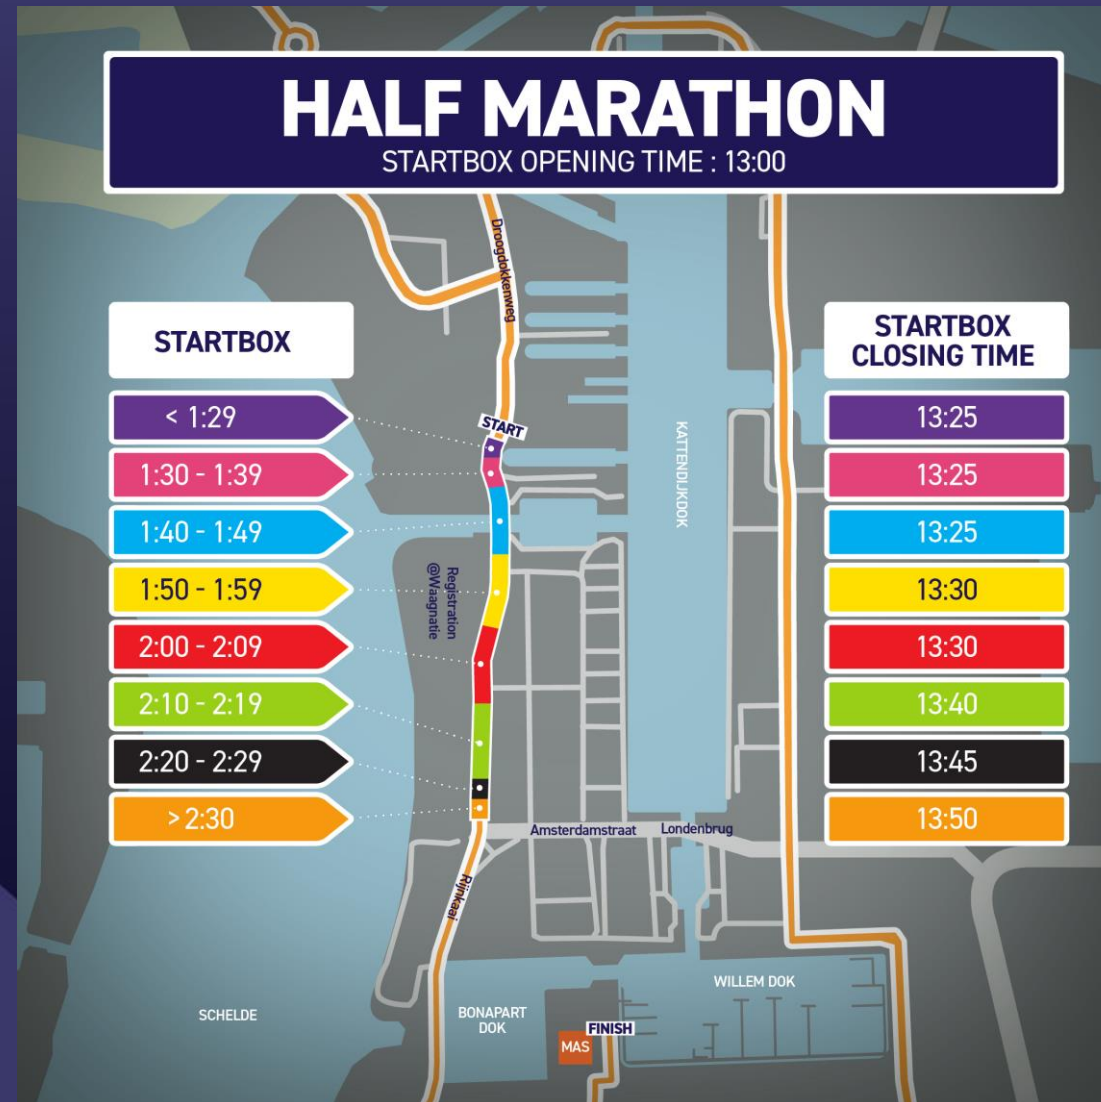 HALF MARATHON
STARTBOX OPENING TIME : 13:00
Droogdokkenweg
STARTBOX
STARTBOX
CLOSING TIME
< 1:29
START
13:25
1:30 - 1:39
13:25
KATTENDIJKDOK
1:40 - 1:49
13:25
1:50 - 1:59
Registration
@Waagnatie
13:30
2:00 - 2:09
13:30
2:10 - 2:19
13:40
2:20 - 2:29
13:45
> 2:30
13:50
Amsterdamstraat
Londenbrug
Rijnkaai
WILLEM DOK
SCHELDE
BONAPART
DOK
FINISH
MAS